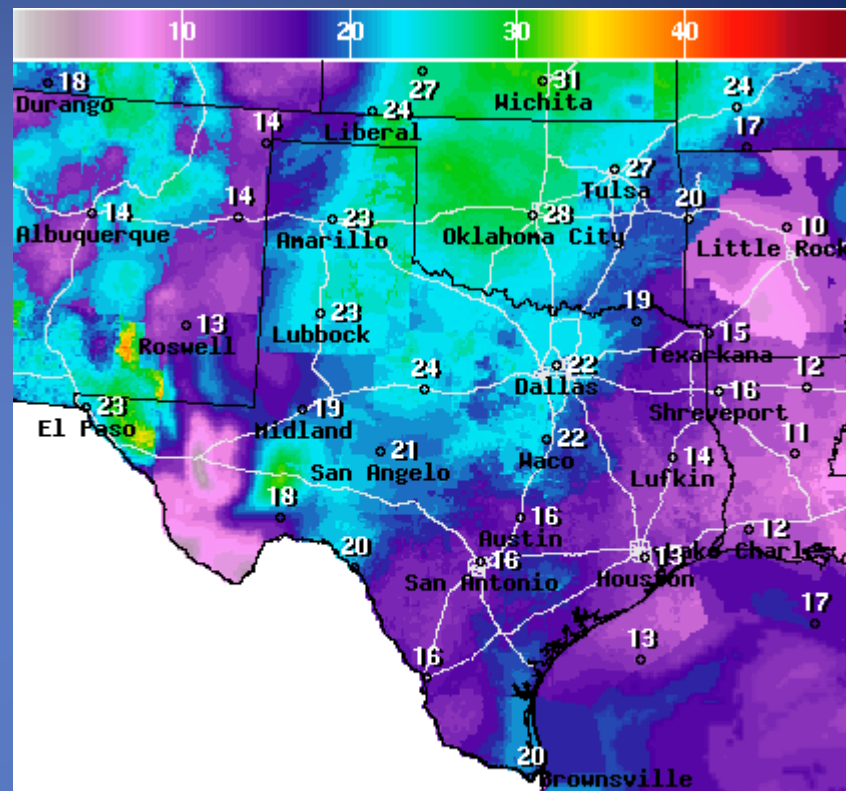 10 20 30 40
18
Durango
27
31
Wichita
24
Liberal
24
14
17
27
Tulsa
14
Albuquerque
14
23
Amarillo
28
Oklahoma City
20
10
Little Rock
13
Roswell
23
Lubbock
19
15
Texarkana
23
El Paso
19
Midland
24
22
Dallas
16
Shreveport
12
21
San Angelo
22
Waco
14
Lufkin
11
18
16
Austin
12
Lake Charles
20
16
San Antonio
13
Houston
17
16
13
20
Brownsville